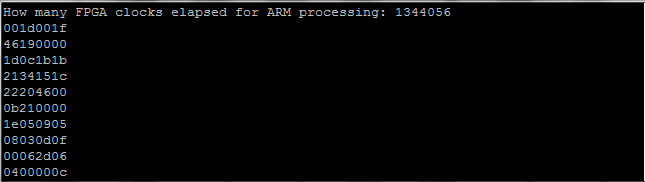 How many FPGA clocks elapsed for ARM processing: 1344056
001d001f
46190000
1d0c1b1b
2134151c
22204600
0b210000
1e050905
08030d0f
00062d06
0400000c